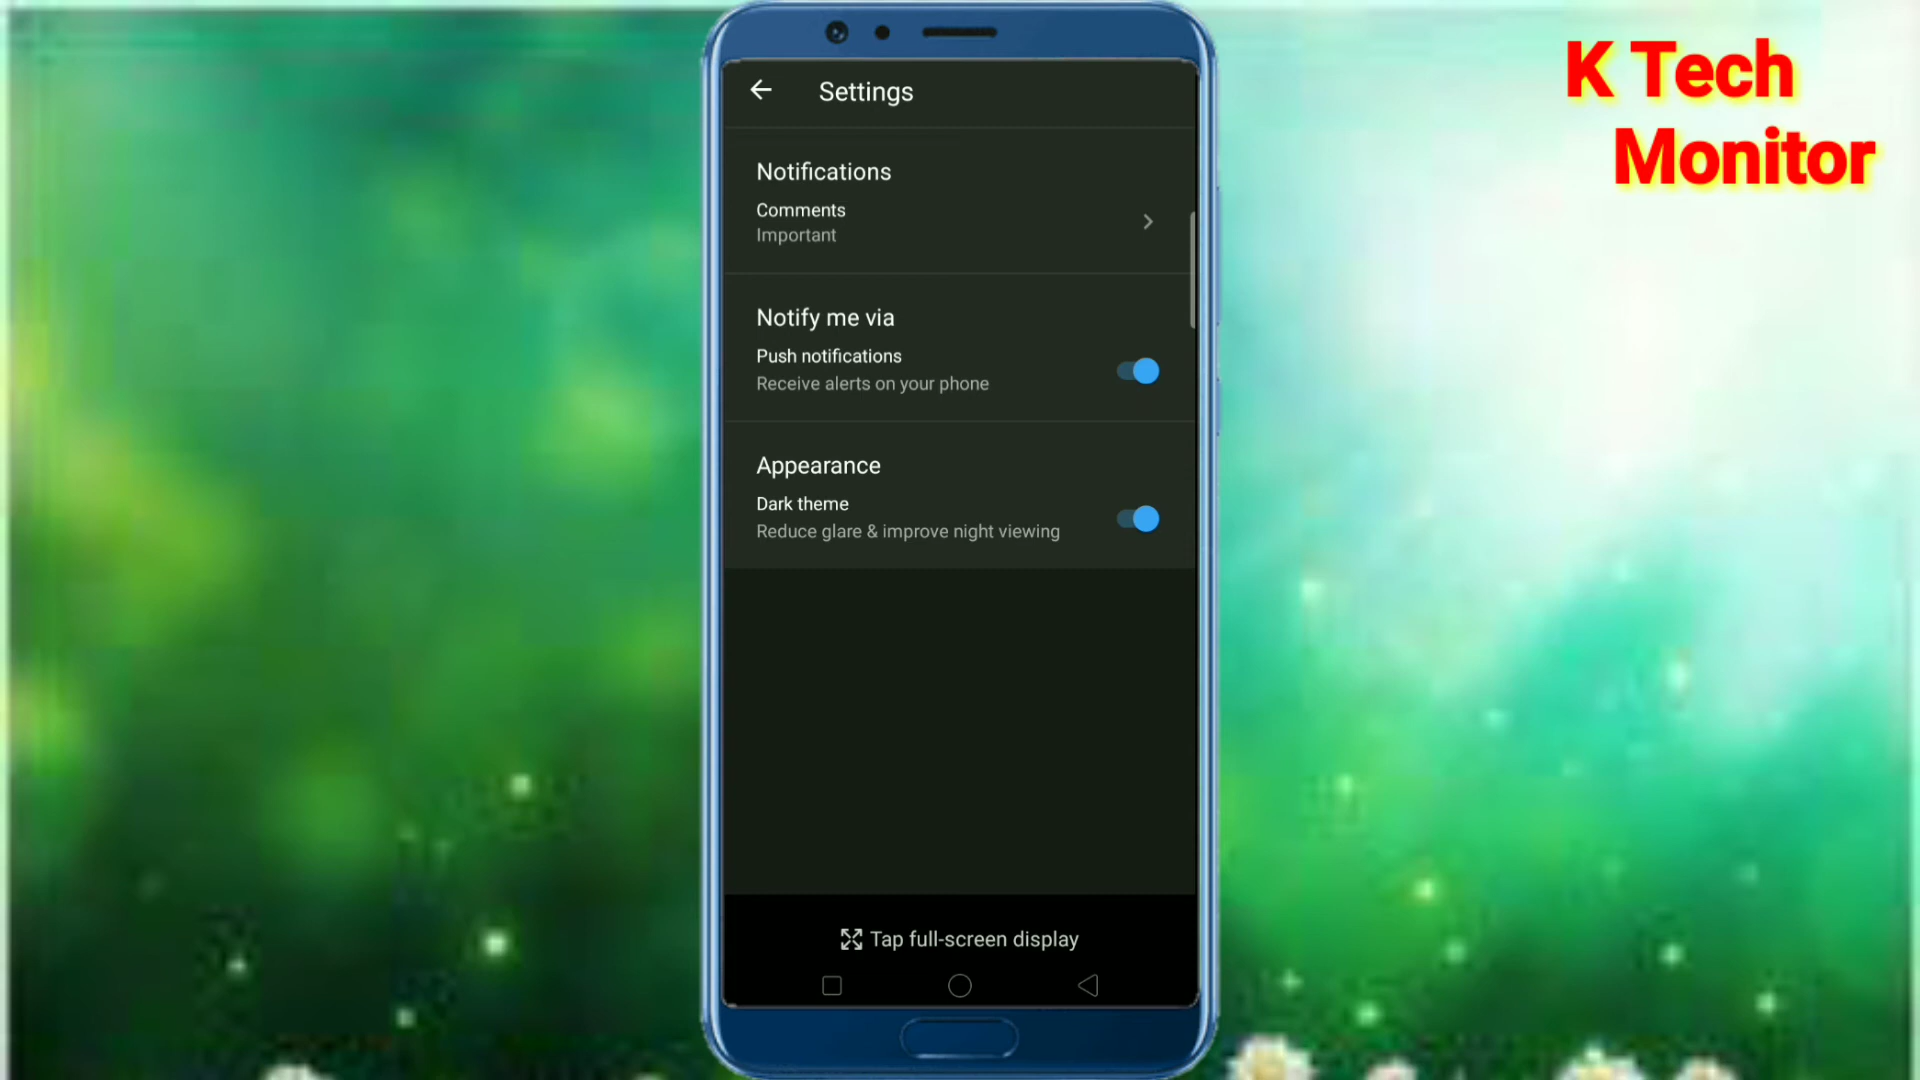 K Tech
Monitor
Settings
Notifications
Comments
Important
Notify me via
Push notifications
Receive alerts on your phone
Appearance
Dark theme
Reduce glare & improve night viewing
Tap full-screen display